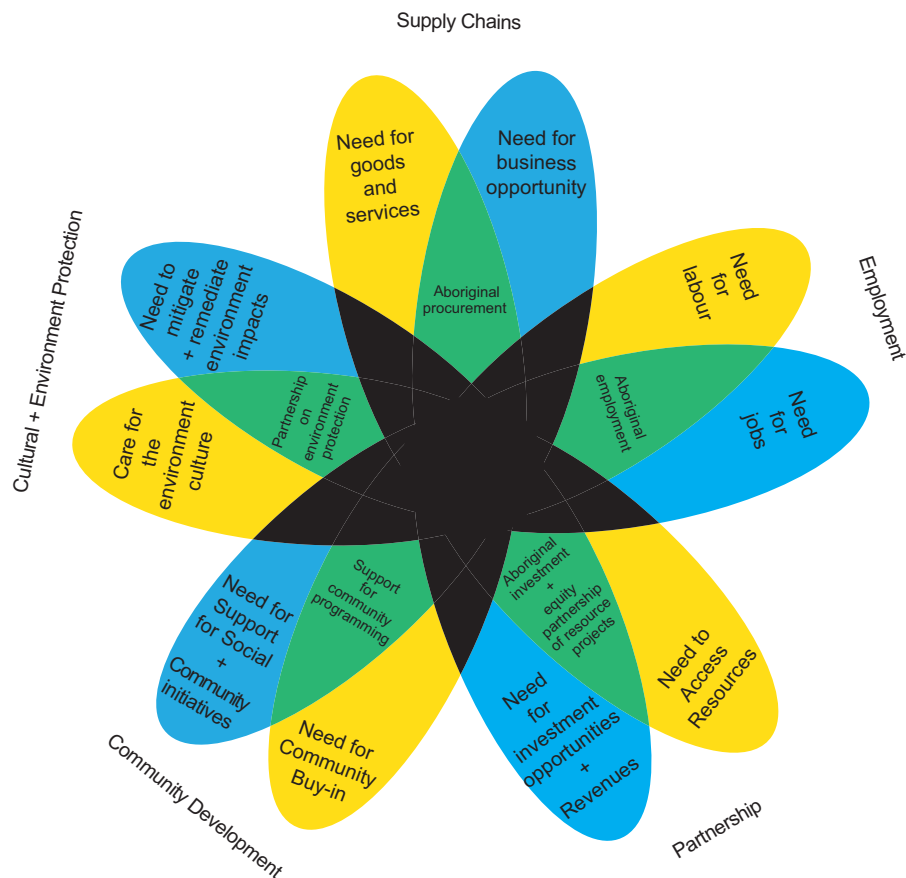 Supply Chains
Need for
goods
and
services
Need for
business
opportunity
Aboriginal
procurement
Employment
Need
for
labour
Aboriginal
employment
Need
for
jobs
Cultural + Environment Protection
Need to
mitigate
+ remediate
environment
impacts
Partnership
on
environment
protection
Care for
the
environment
culture
Need for
Support
for Social
+
Community
initiatives
Support
for
community
programming
Need for
Community
Buy-in
Community Development
Aboriginal
investment
+
equity
partnership
of resource
projects
Need to
Access
Resources
Need
for
investment
opportunities
+
Revenues
Partnership